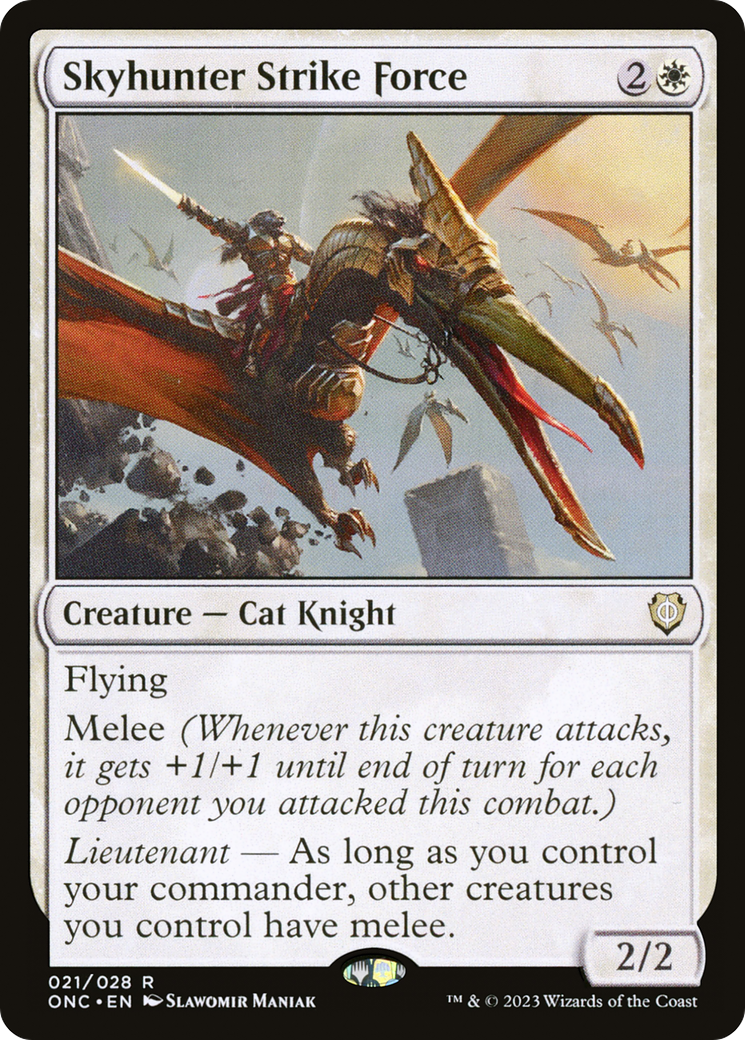 Skyhunter Strike Force 2
Creature — Cat Knight
Flying
Melee (Whenever this creature attacks,
it gets +1/+1 until end of turn for each
opponent you attacked this combat.)
Lieutenant — As long as you control
your commander, other creatures
you control have melee.
2/2
021/028 R
ONC • EN Slawomir Maniak
™ & © 2023 Wizards of the Coast